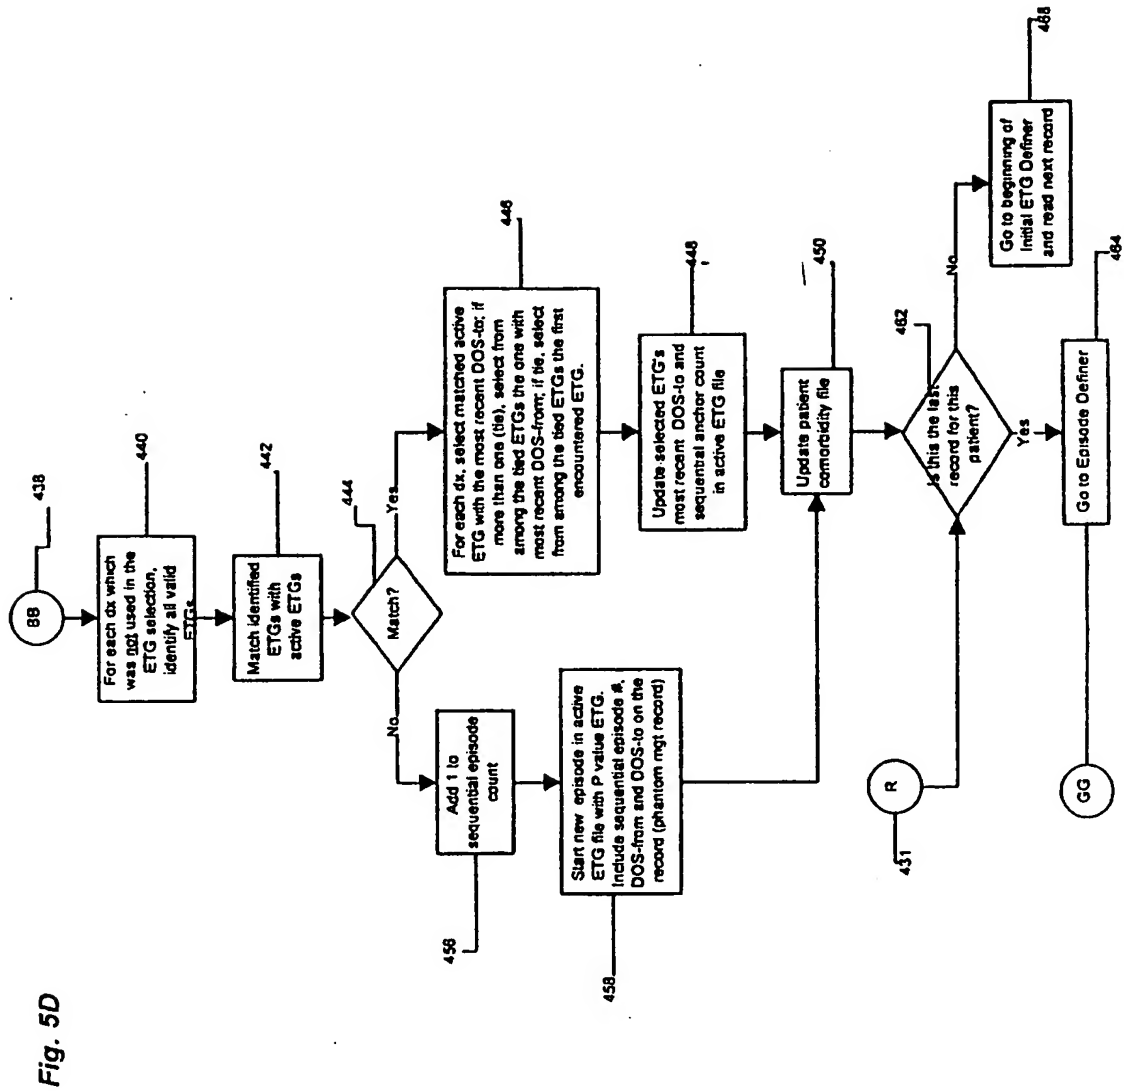 Fig. 5D
BB
438
For each dx which
was not used in the
ETG selection,
identify all valid
ETGs
440
Match identified
ETGs with
active ETGs
442
Match?
444
No
Yes
Add 1 to
sequential episode
count
456
Start new episode in active
ETG file with P value ETG.
Include sequential episode #,
DOS-from and DOS-to on the
record (phantom mgt record)
458
For each dx, select matched active
ETG with the most recent DOS-to; if
more than one (tie), select from
among the tied ETGs the one with
most recent DOS-from; if tie, select
from among the tied ETGs the first
encountered ETG.
446
Update selected ETG's
most recent DOS-to and
sequential anchor count
in active ETG file
448
Update patient
comorbidity file
450
R
431
Is this the last
record for this
patient?
462
No
Yes
Go to beginning of
Initial ETG Definer
and read next record
468
Go to Episode Definer
464
GG